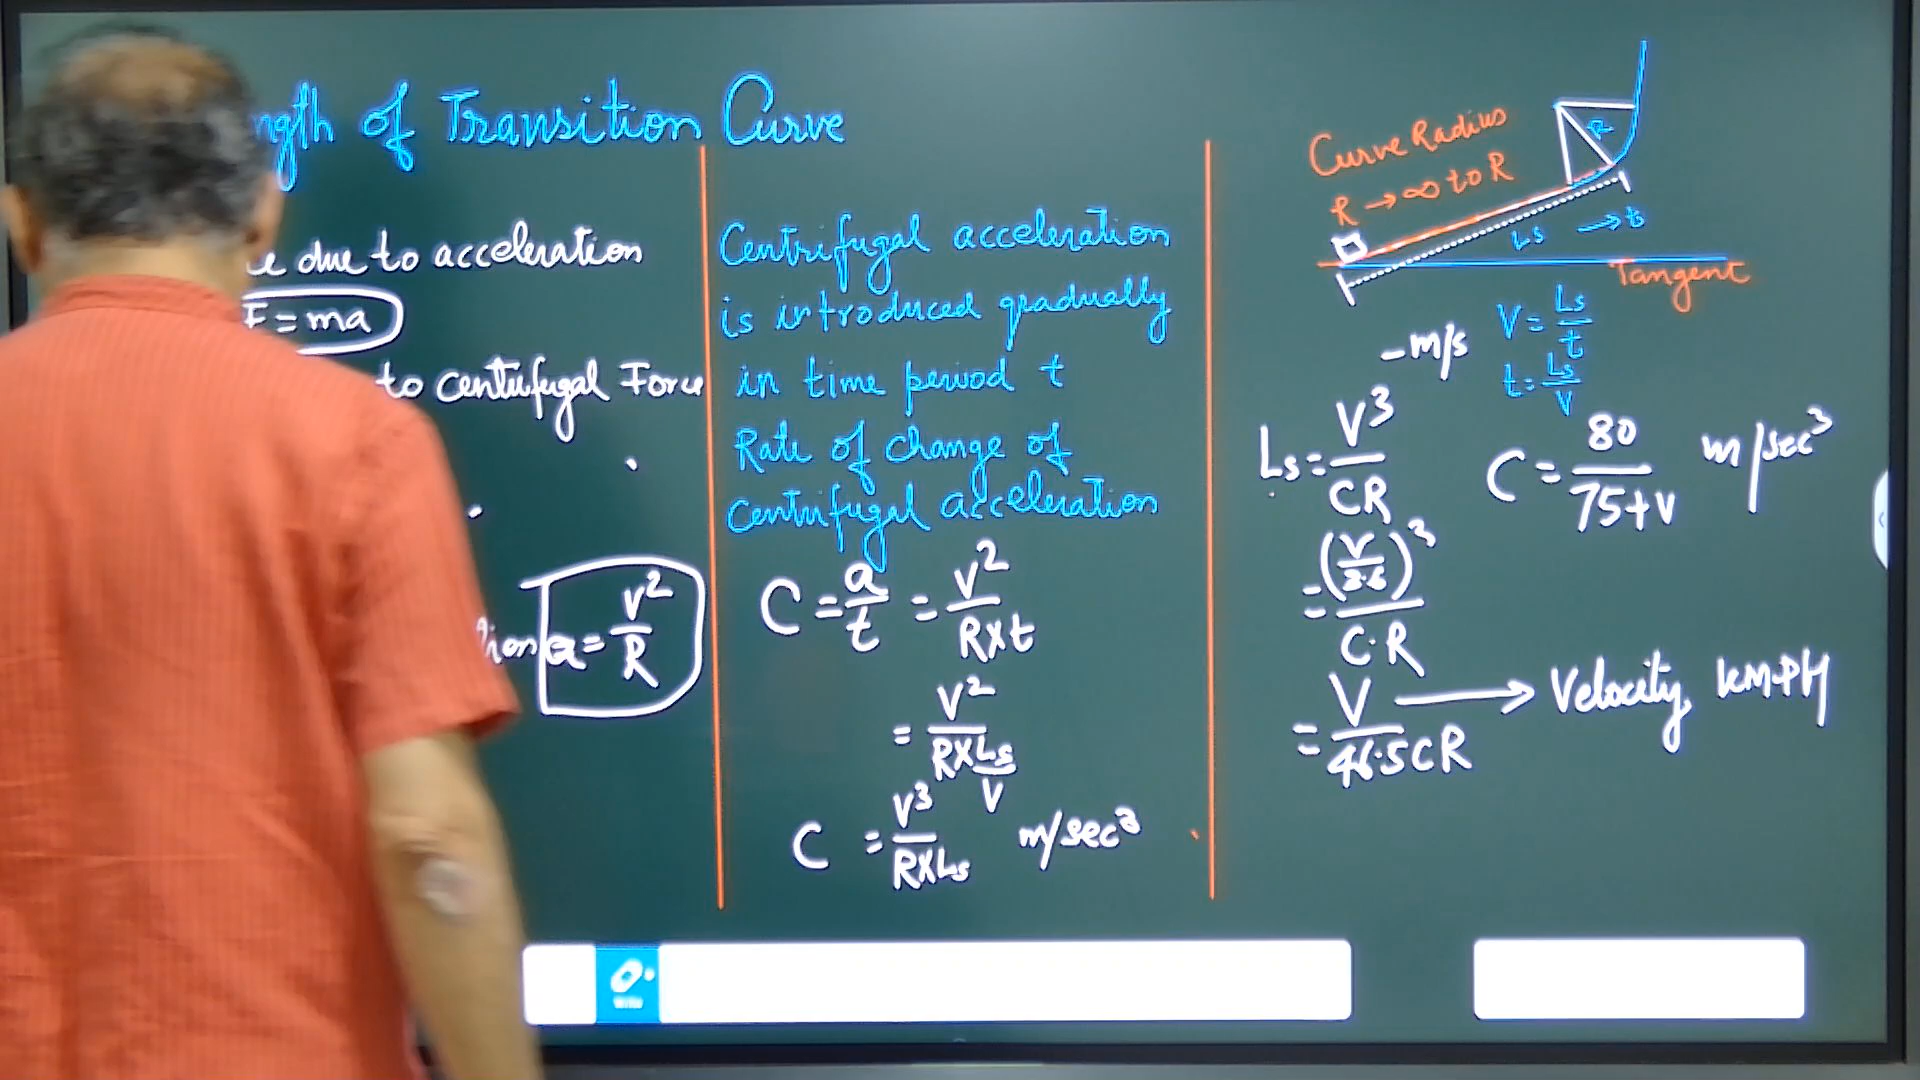 ngth of Transition Curve
due to acceleration
F = ma
to centrifugal Force
a = V²/R
Centrifugal acceleration
is introduced gradually
in time period t
Rate of change of
Centrifugal acceleration
C = a/t = V²/R×t
= V²/R×Ls/V
C = V³/R×Ls m/sec³
Curve Radius
R → ∞ to R
R
Ls → t
Tangent
V = Ls/t
t = Ls/V
- m/s
Ls = V³/CR
C = 80/75+V m/sec³
= (V/3.6)³/C·R
= V/46.5CR → Velocity KMPH